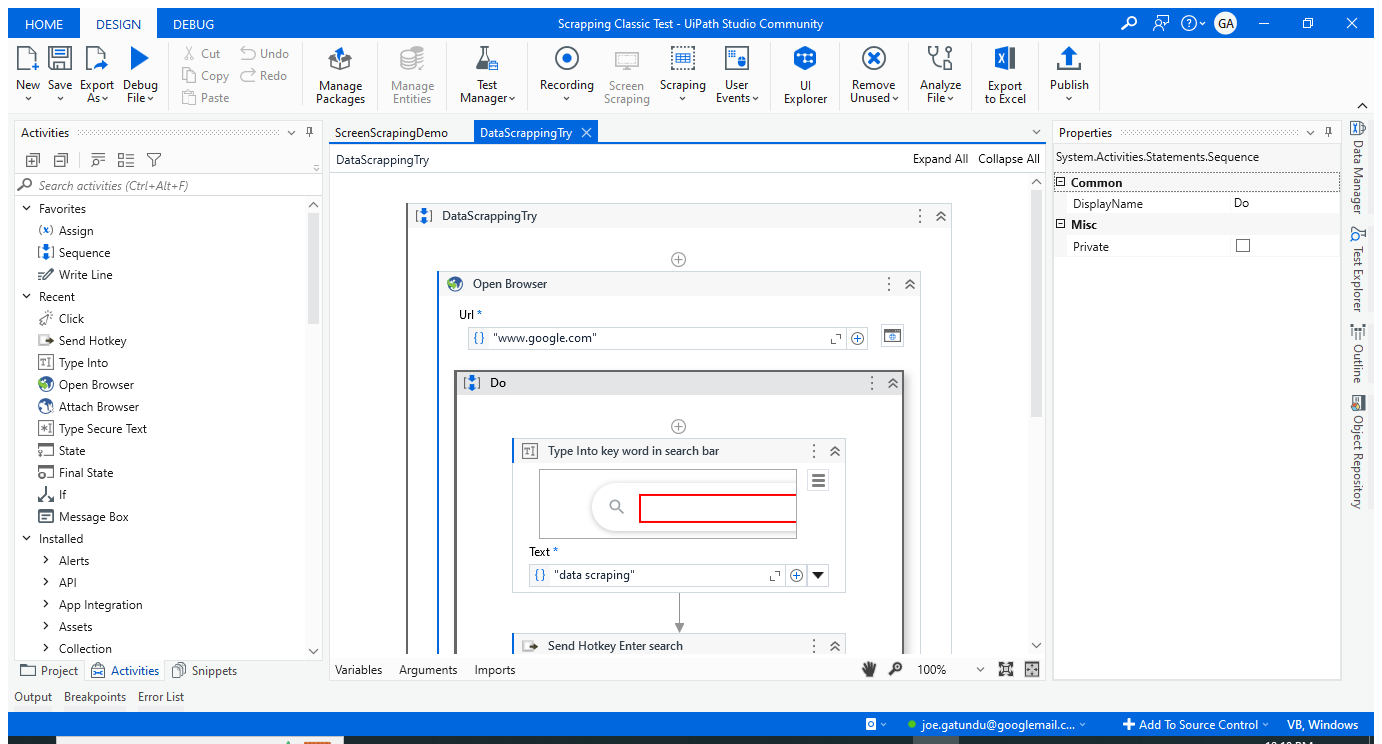 HOME DESIGN DEBUG Scrapping Classic Test - UiPath Studio Community GA
New Save Export As Debug File
Cut Copy Paste Undo Redo
Manage Packages
Manage Entities
Test Manager
Recording
Screen Scraping
Scraping
User Events
UI Explorer
Remove Unused
Analyze File
Export to Excel
Publish
Activities
Search activities (Ctrl+Alt+F)
Favorites
Assign
Sequence
Write Line
Recent
Click
Send Hotkey
Type Into
Open Browser
Attach Browser
Type Secure Text
State
Final State
If
Message Box
Installed
Alerts
API
App Integration
Assets
Collection
Project Activities Snippets
ScreenScrapingDemo DataScrappingTry
DataScrappingTry Expand All Collapse All
DataScrappingTry
Open Browser
Url *
{} "www.google.com"
Do
Type Into key word in search bar
Text *
{} "data scraping"
Send Hotkey Enter search
Variables Arguments Imports 100%
Properties
System.Activities.Statements.Sequence
Common
DisplayName Do
Misc
Private
Data Manager
Test Explorer
Outline
Object Repository
Output Breakpoints Error List
joe.gatundu@googlemail.c... Add To Source Control VB, Windows